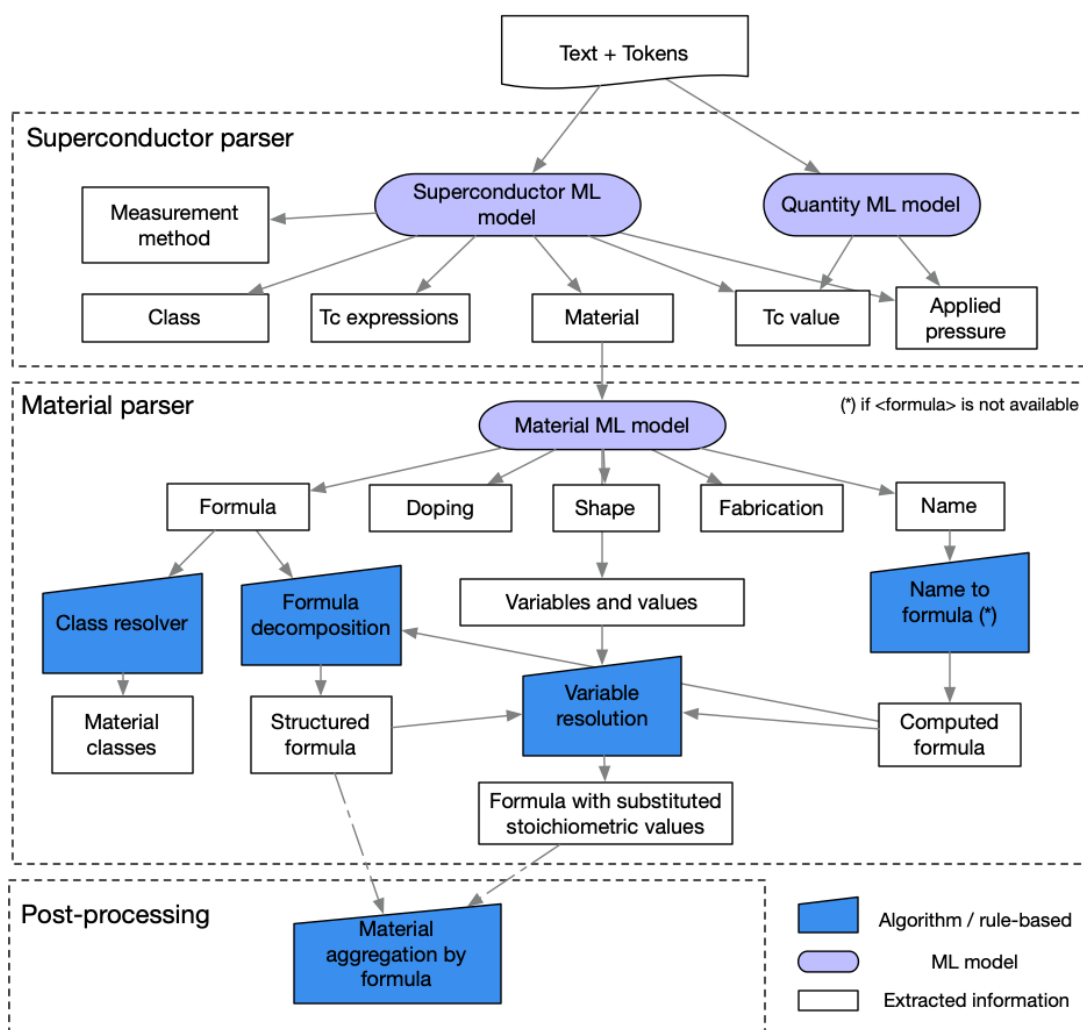 Text + Tokens
Superconductor parser
Superconductor ML
model
Quantity ML model
Measurement
method
Class
Tc expressions
Material
Tc value
Applied
pressure
Material parser
(*) if <formula> is not available
Material ML model
Formula
Doping
Shape
Fabrication
Name
Class resolver
Formula
decomposition
Variables and values
Name to
formula (*)
Variable
resolution
Material
classes
Structured
formula
Computed
formula
Formula with substituted
stoichiometric values
Post-processing
Material
aggregation by
formula
Algorithm / rule-based
ML model
Extracted information